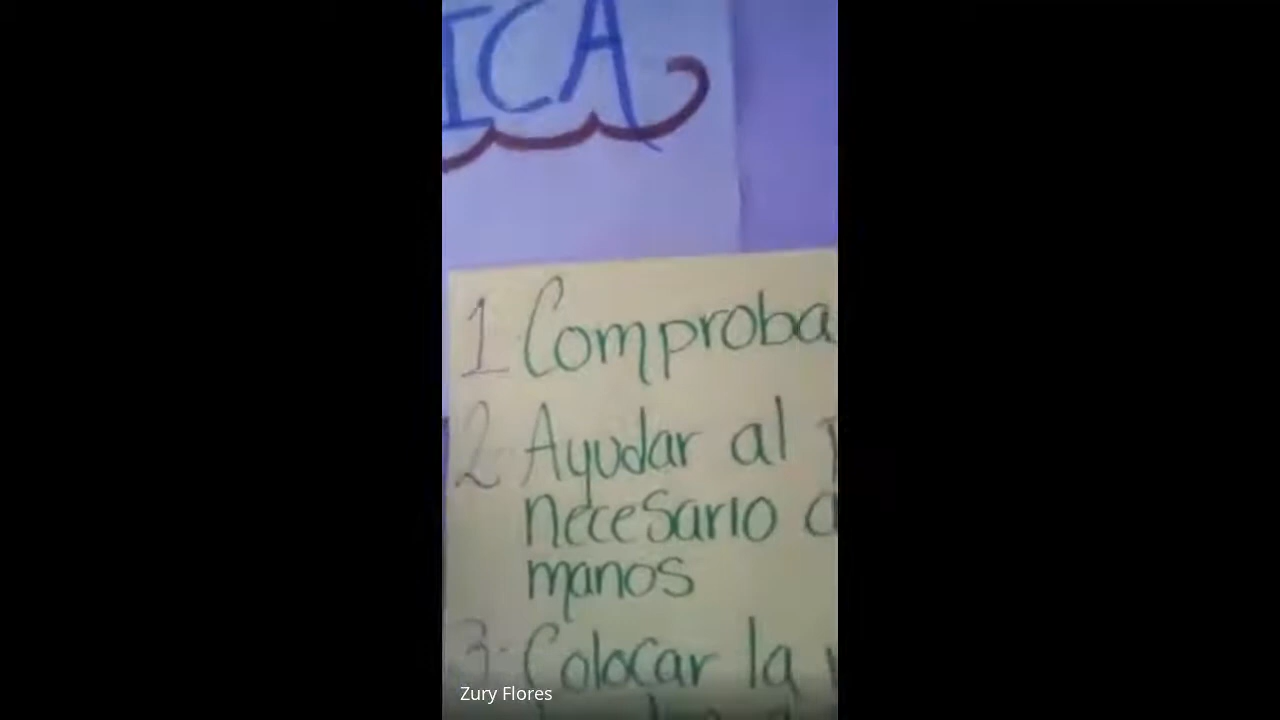 ICA
1 Comproba
2 Ayudar al
necesario
manos
3. Colocar la
Zury Flores